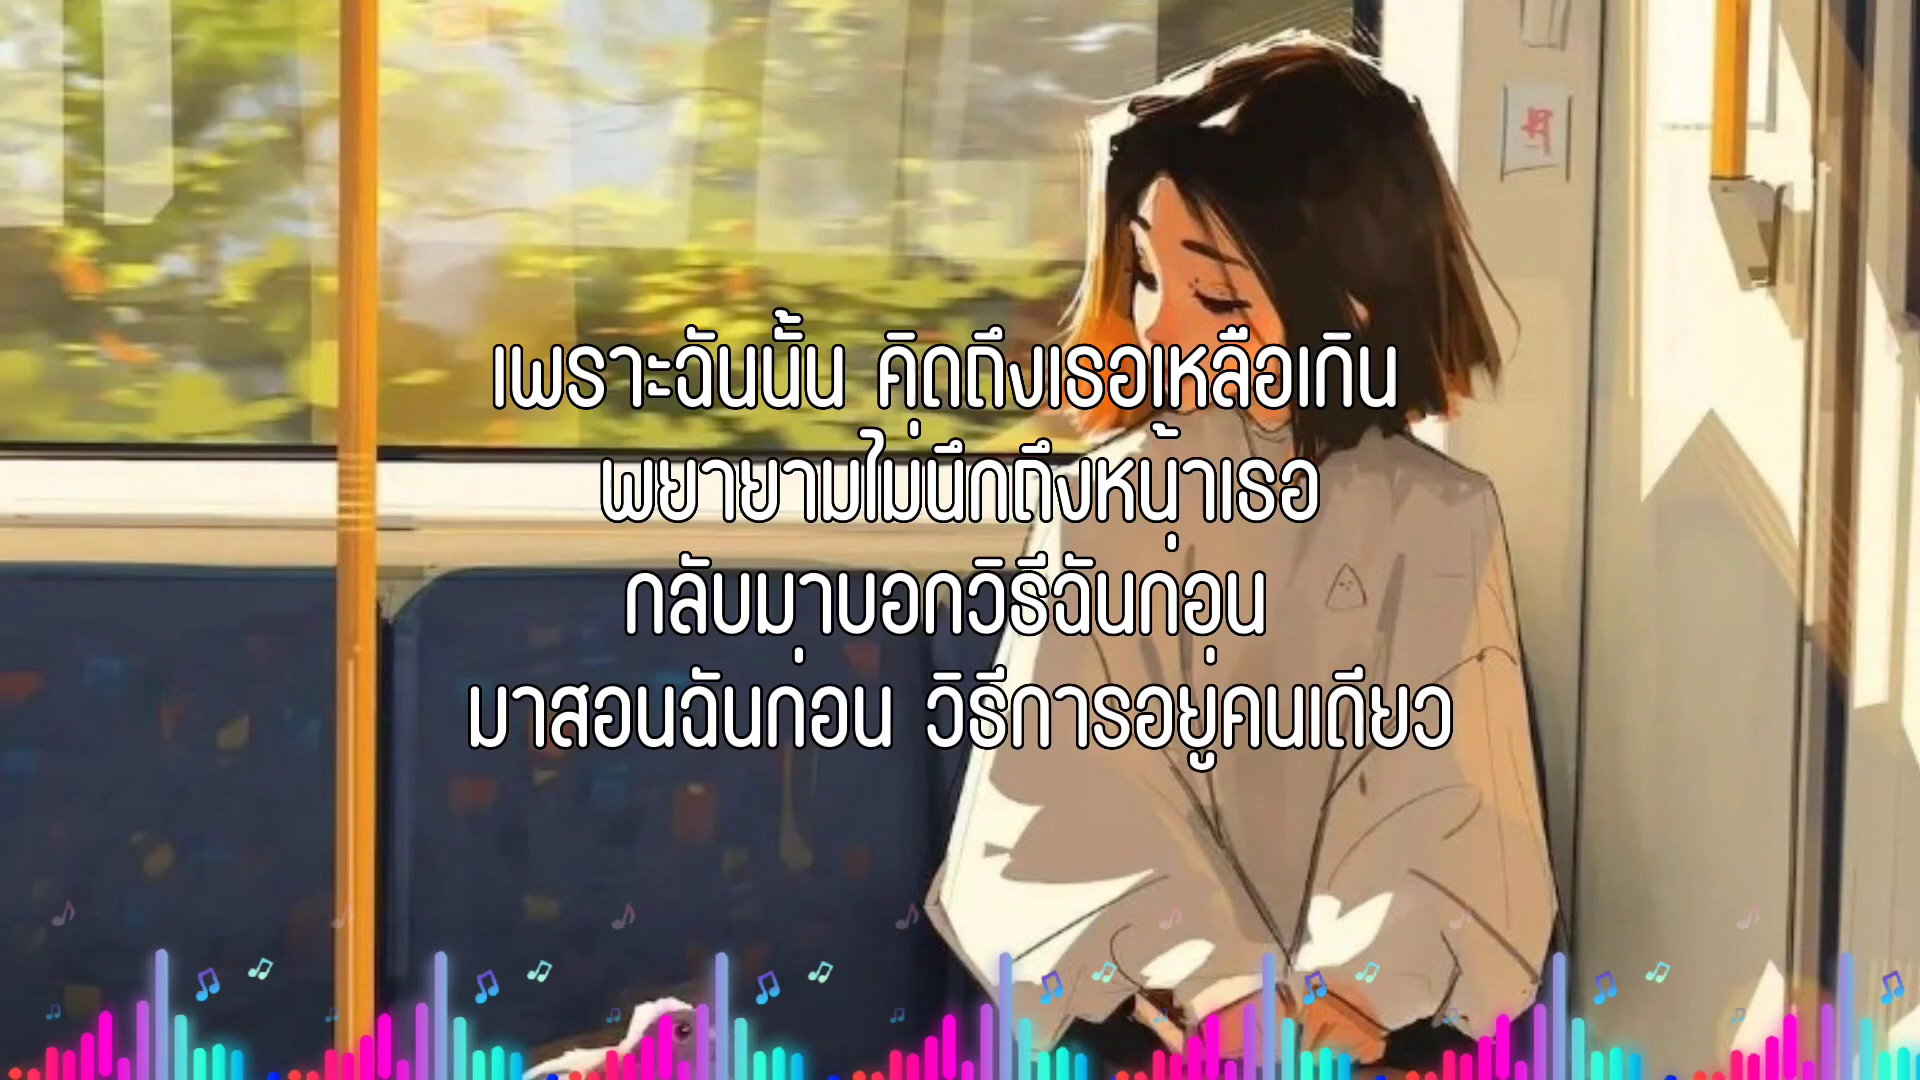 เพราะฉันนั้น คิดถึงเธอเหลือเกิน
พยายามไม่นึกถึงหน้าเธอ
กลับมาบอกวิธีฉันก่อน
มาสอนฉันก่อน วิธีการอยู่คนเดียว